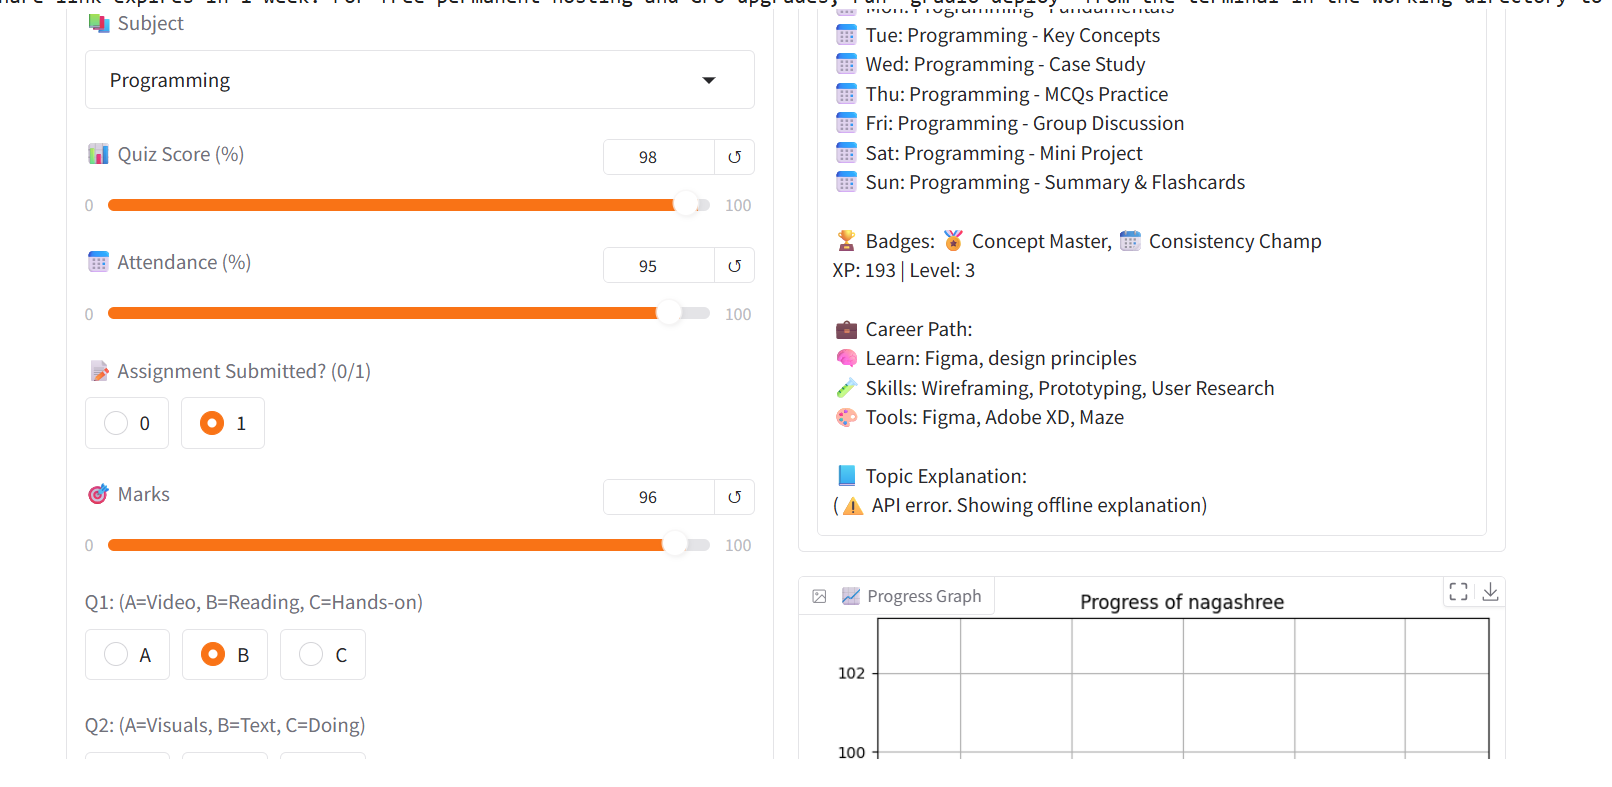 share link expires in 1 week. For free permanent hosting and GPU upgrades, run `gradio deploy` from the terminal in the working directory to
Subject
Programming
Quiz Score (%)
98
0
100
Attendance (%)
95
0
100
Assignment Submitted? (0/1)
0
1
Marks
96
0
100
Q1: (A=Video, B=Reading, C=Hands-on)
A
B
C
Q2: (A=Visuals, B=Text, C=Doing)
Mon: Programming - Fundamentals
Tue: Programming - Key Concepts
Wed: Programming - Case Study
Thu: Programming - MCQs Practice
Fri: Programming - Group Discussion
Sat: Programming - Mini Project
Sun: Programming - Summary & Flashcards
Badges: Concept Master, Consistency Champ
XP: 193 | Level: 3
Career Path:
Learn: Figma, design principles
Skills: Wireframing, Prototyping, User Research
Tools: Figma, Adobe XD, Maze
Topic Explanation:
(⚠️ API error. Showing offline explanation)
Progress Graph
Progress of nagashree
102
100